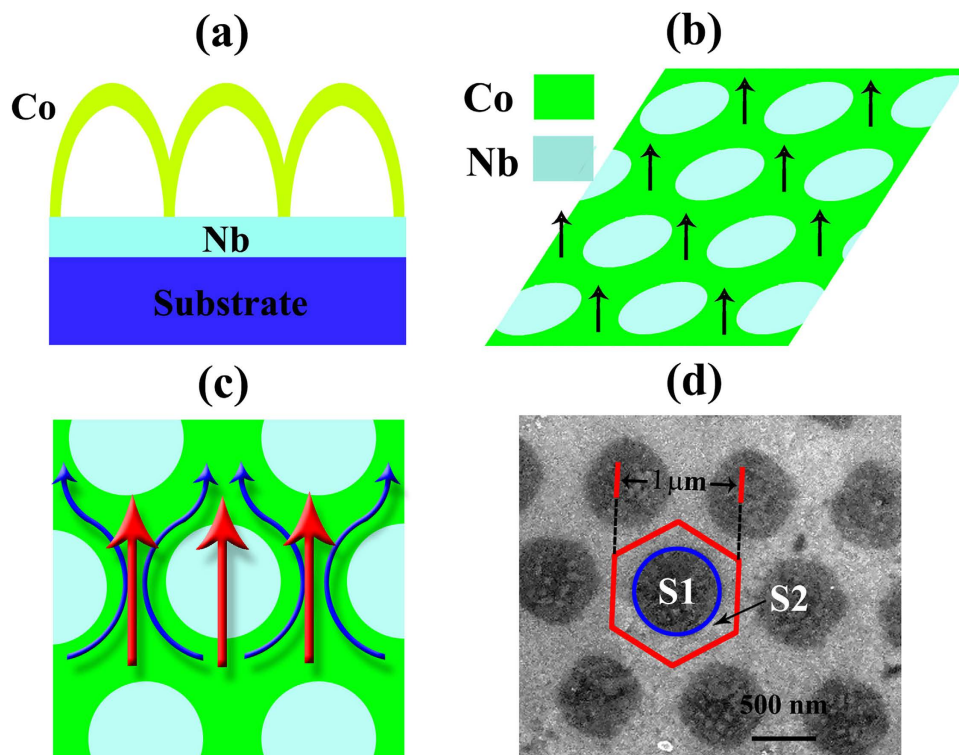 (a)
Co
Nb
Substrate
(b)
Co
Nb
(c)
(d)
1 μm
S1
S2
500 nm